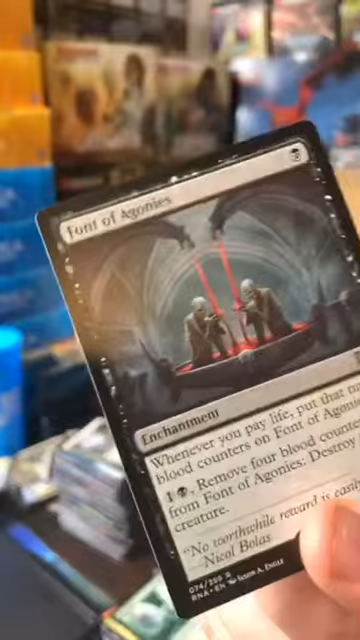 Font of Agonies
Enchantment
Whenever you pay life, put that
blood counters on Font of Agonies
1, Remove four blood counters
from Font of Agonies: Destroy
creature.
"No worthwhile reward is easily
Nicol Bolas
074/259 R
RNA • EN